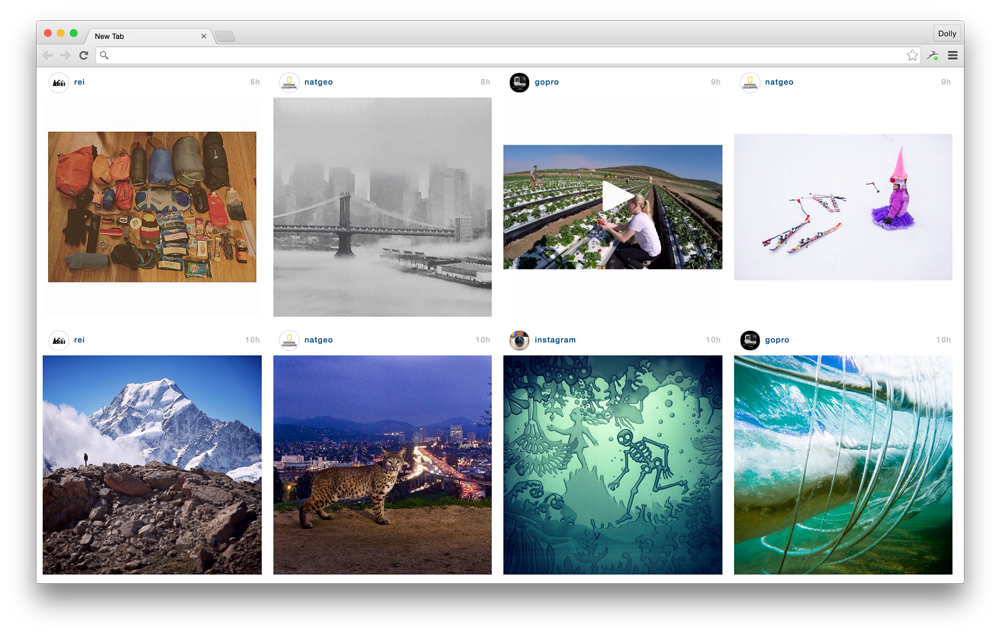 New Tab
Dolly
rei 6h
natgeo 8h
gopro 9h
natgeo 9h
rei 10h
natgeo 10h
instagram 10h
gopro 10h